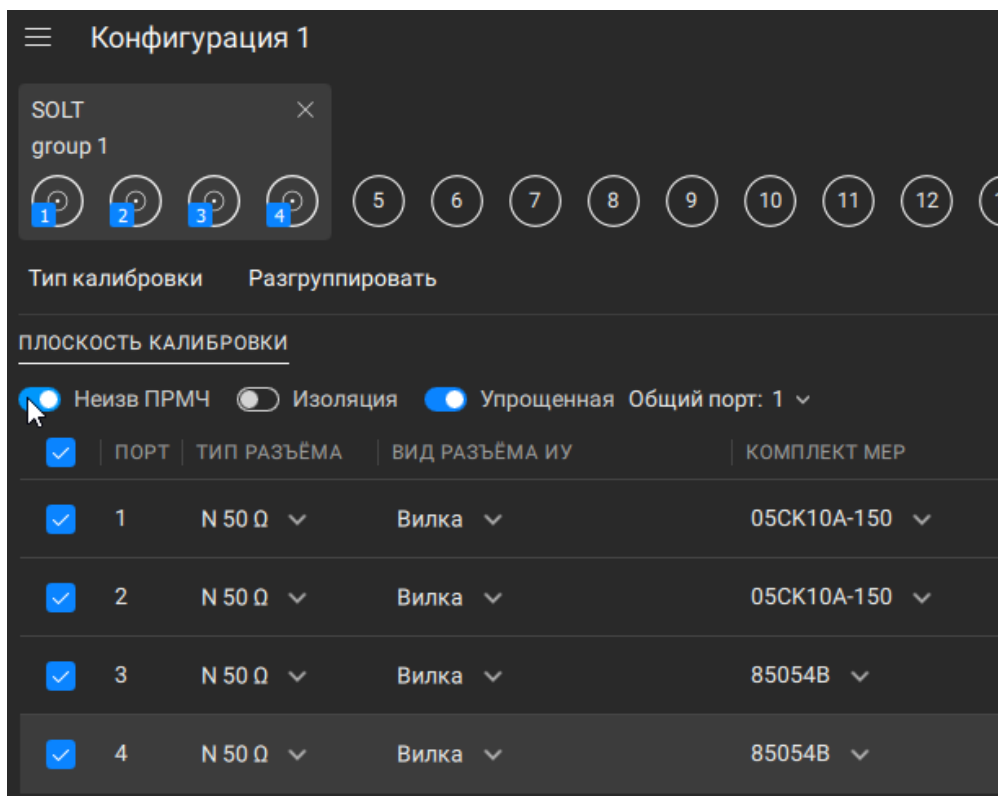 Конфигурация 1
SOLT
group 1
1 2 3 4 5 6 7 8 9 10 11 12
Тип калибровки Разгруппировать
ПЛОСКОСТЬ КАЛИБРОВКИ
Неизв ПРМЧ Изоляция Упрощенная Общий порт: 1
ПОРТ ТИП РАЗЪЁМА ВИД РАЗЪЁМА ИУ КОМПЛЕКТ МЕР
1 N 50 Ω Вилка 05CK10A-150
2 N 50 Ω Вилка 05CK10A-150
3 N 50 Ω Вилка 85054B
4 N 50 Ω Вилка 85054B